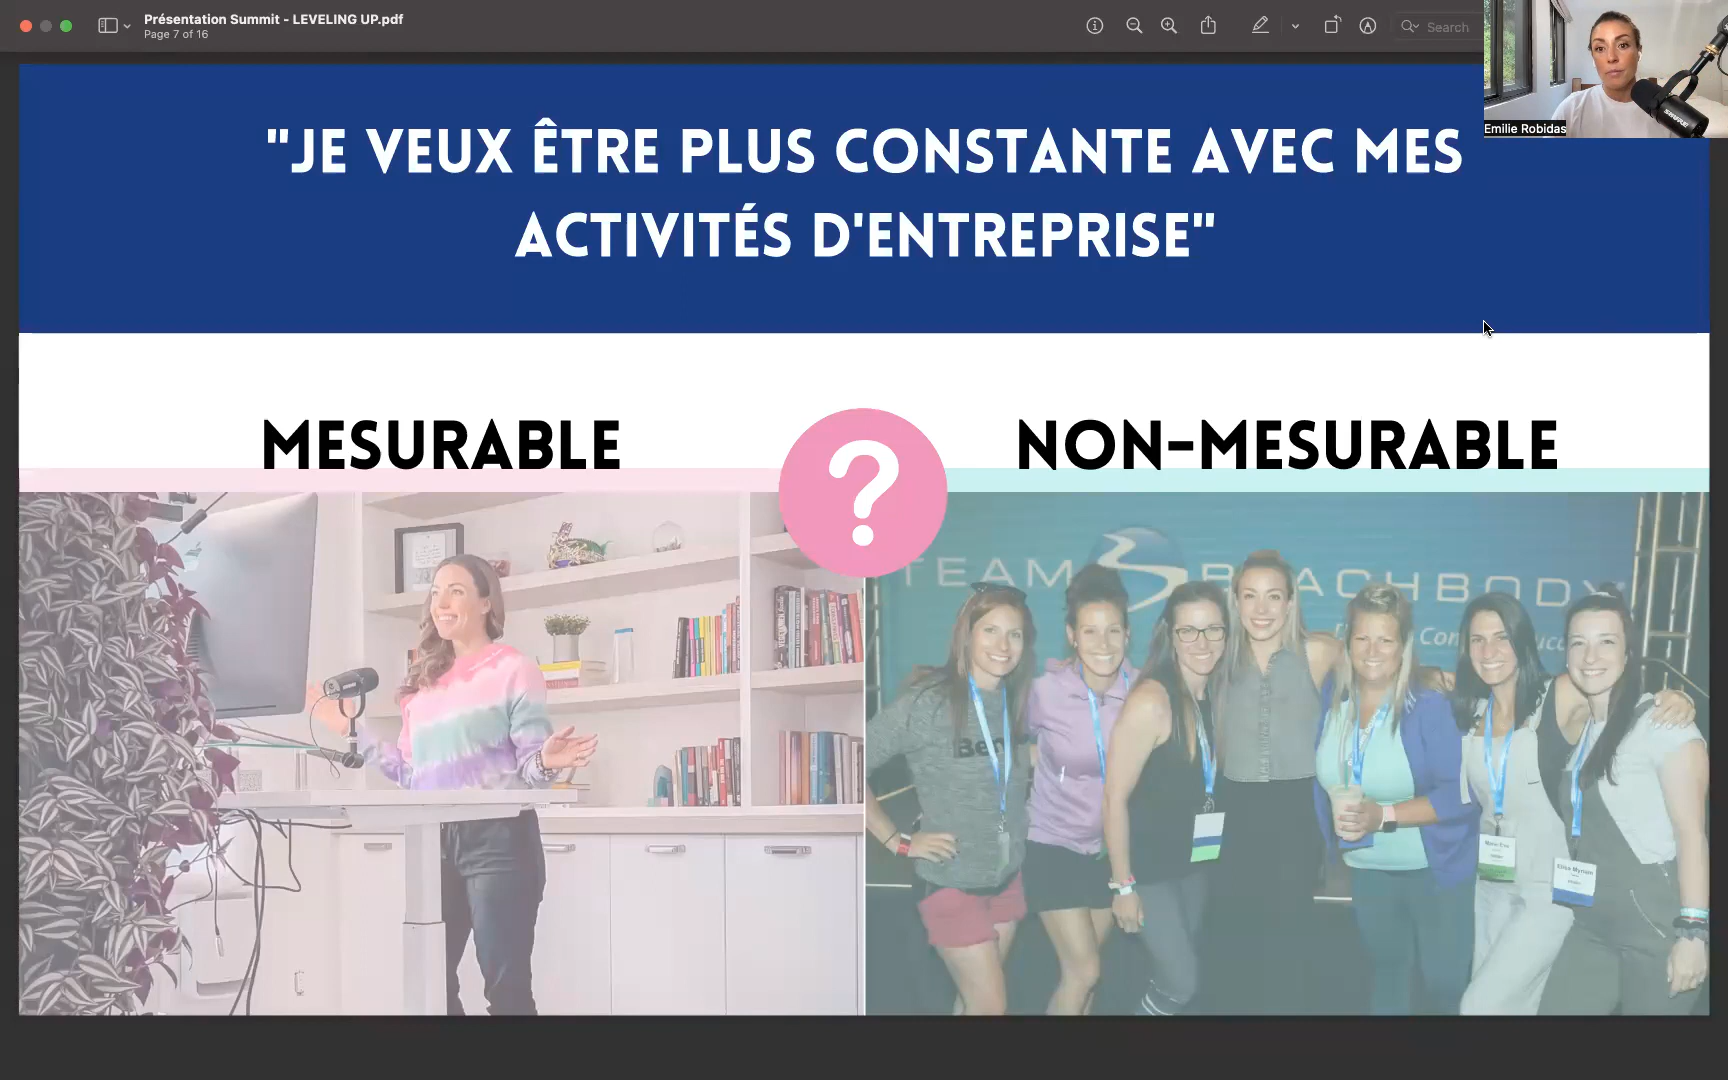 Présentation Summit - LEVELING UP.pdf
Page 7 of 16
Search
Emilie Robidas
"JE VEUX ÊTRE PLUS CONSTANTE AVEC MES
ACTIVITÉS D'ENTREPRISE"
MESURABLE
?
NON-MESURABLE
TEAM BEACHBODY